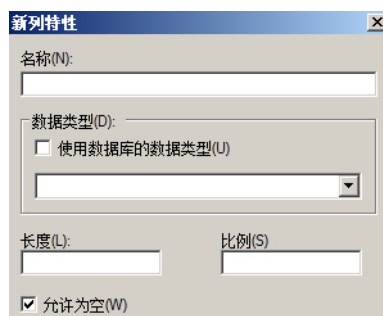 新列特性
名称(N):
数据类型(D):
使用数据库的数据类型(U)
长度(L): 比例(S)
允许为空(W)